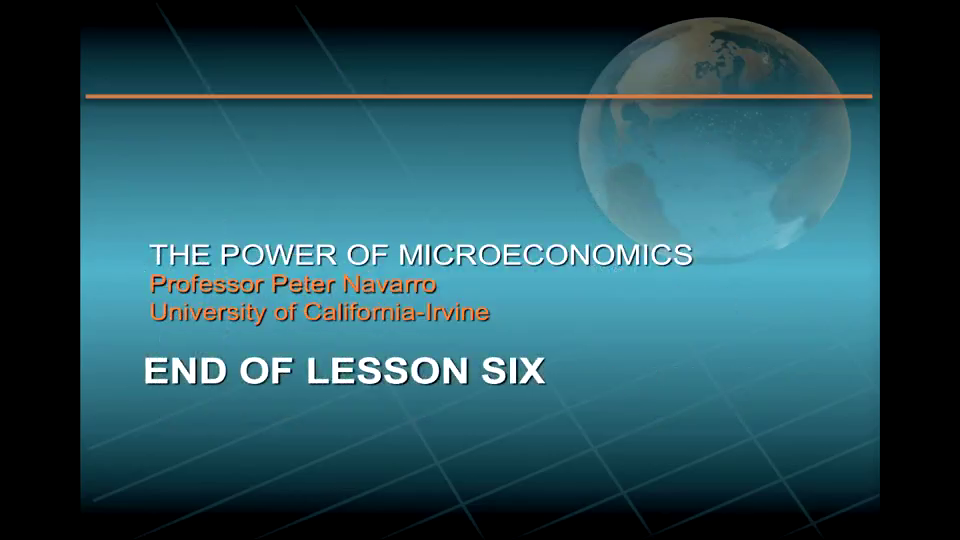 THE POWER OF MICROECONOMICS
Professor Peter Navarro
University of California-Irvine
END OF LESSON SIX